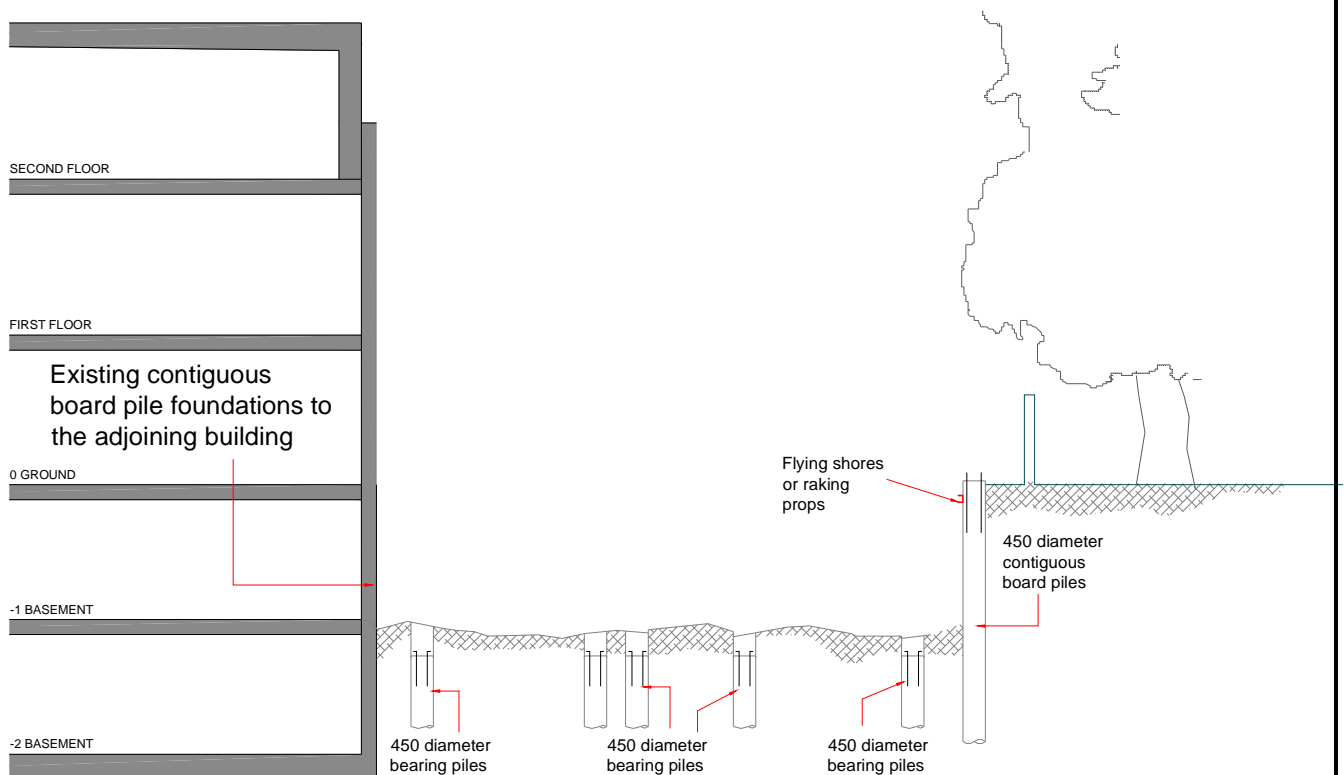 SECOND FLOOR
FIRST FLOOR
Existing contiguous
board pile foundations to
the adjoining building
0 GROUND
-1 BASEMENT
-2 BASEMENT
Flying shores
or raking
props
450 diameter
contiguous
board piles
450 diameter
bearing piles
450 diameter
bearing piles
450 diameter
bearing piles